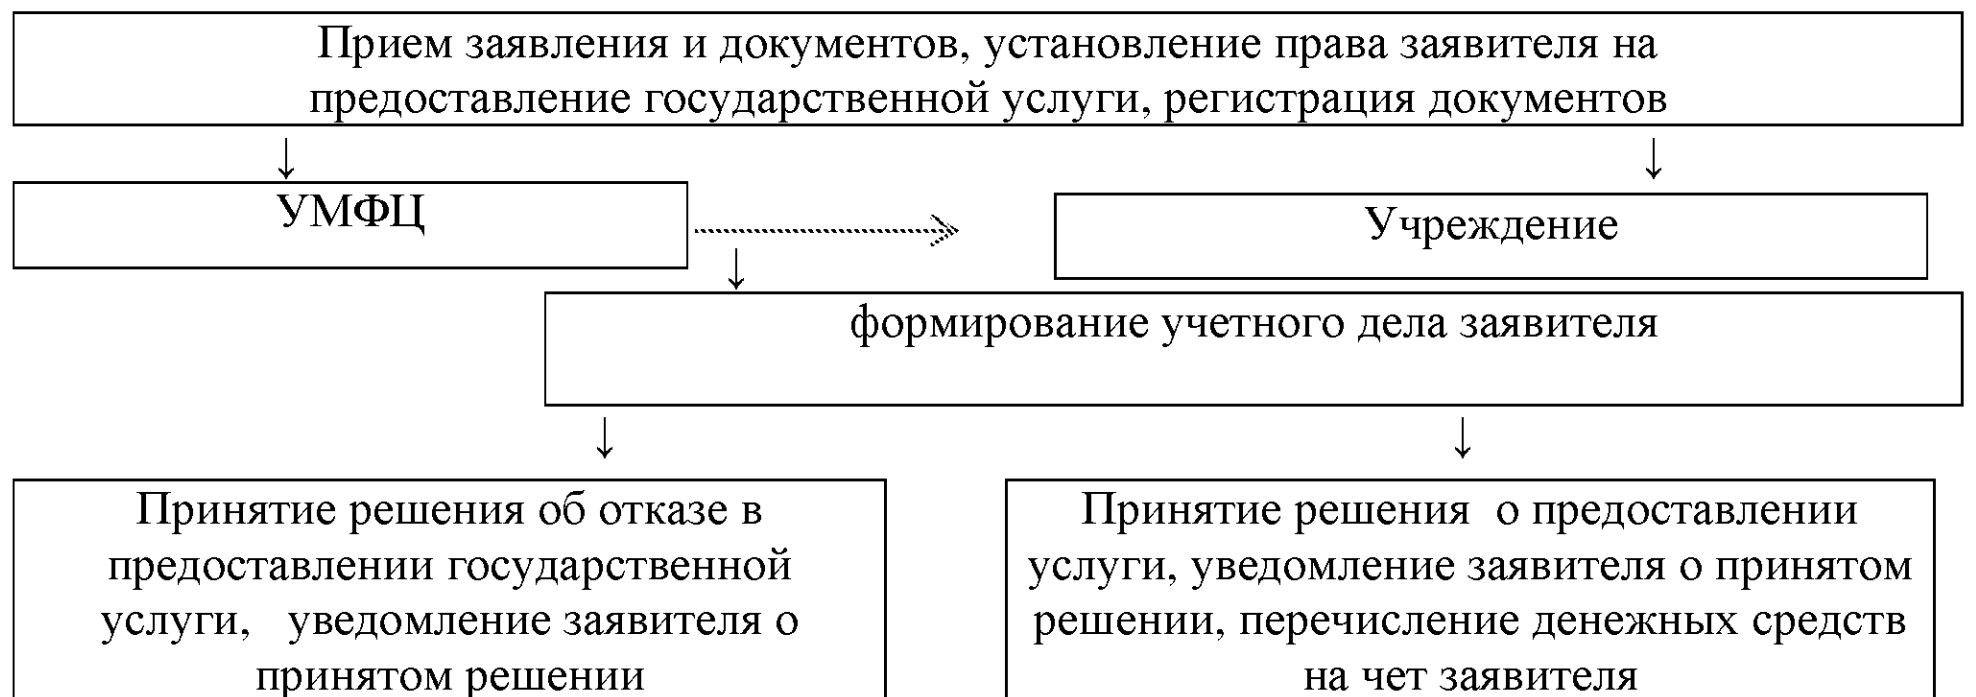 Прием заявления и документов, установление права заявителя на
предоставление государственной услуги, регистрация документов
УМФЦ
Учреждение
формирование учетного дела заявителя
Принятие решения об отказе в
предоставлении государственной
услуги, уведомление заявителя о
принятом решении
Принятие решения о предоставлении
услуги, уведомление заявителя о принятом
решении, перечисление денежных средств
на чет заявителя